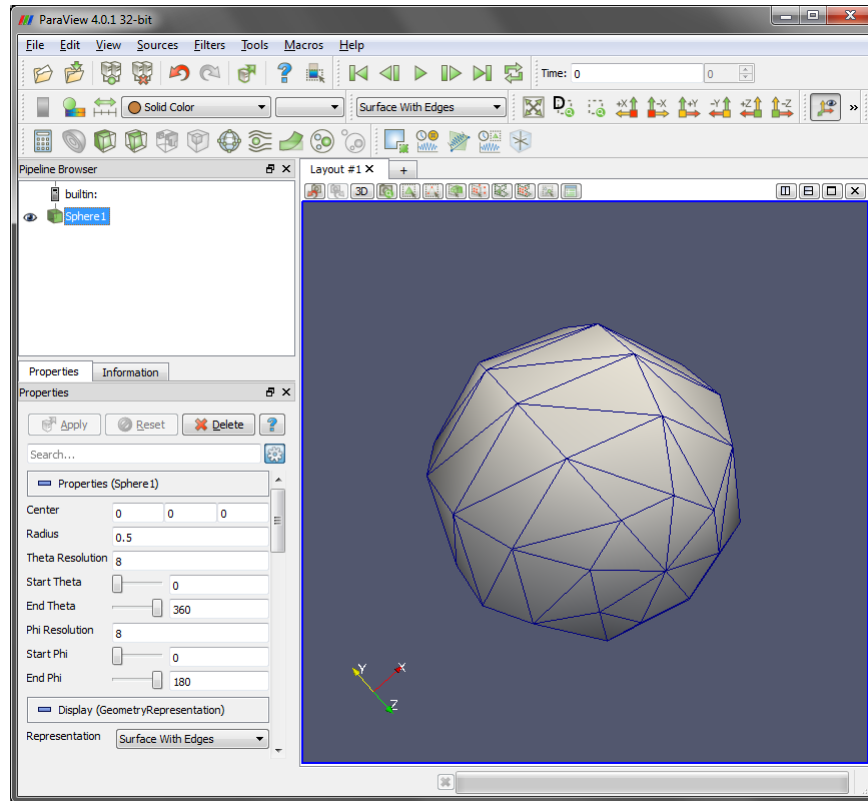 ParaView 4.0.1 32-bit
File Edit View Sources Filters Tools Macros Help
Time: 0 0
Solid Color Surface With Edges +X -X +Y -Y +Z -Z »
Pipeline Browser
Layout #1 X +
builtin:
3D
Sphere1
Properties Information
Properties
Apply Reset Delete ?
Search...
Properties (Sphere1)
Center 0 0 0
Radius 0.5
Theta Resolution 8
Start Theta 0
End Theta 360
Phi Resolution 8
Start Phi 0
End Phi 180
Display (GeometryRepresentation)
Representation Surface With Edges
Y X
Z